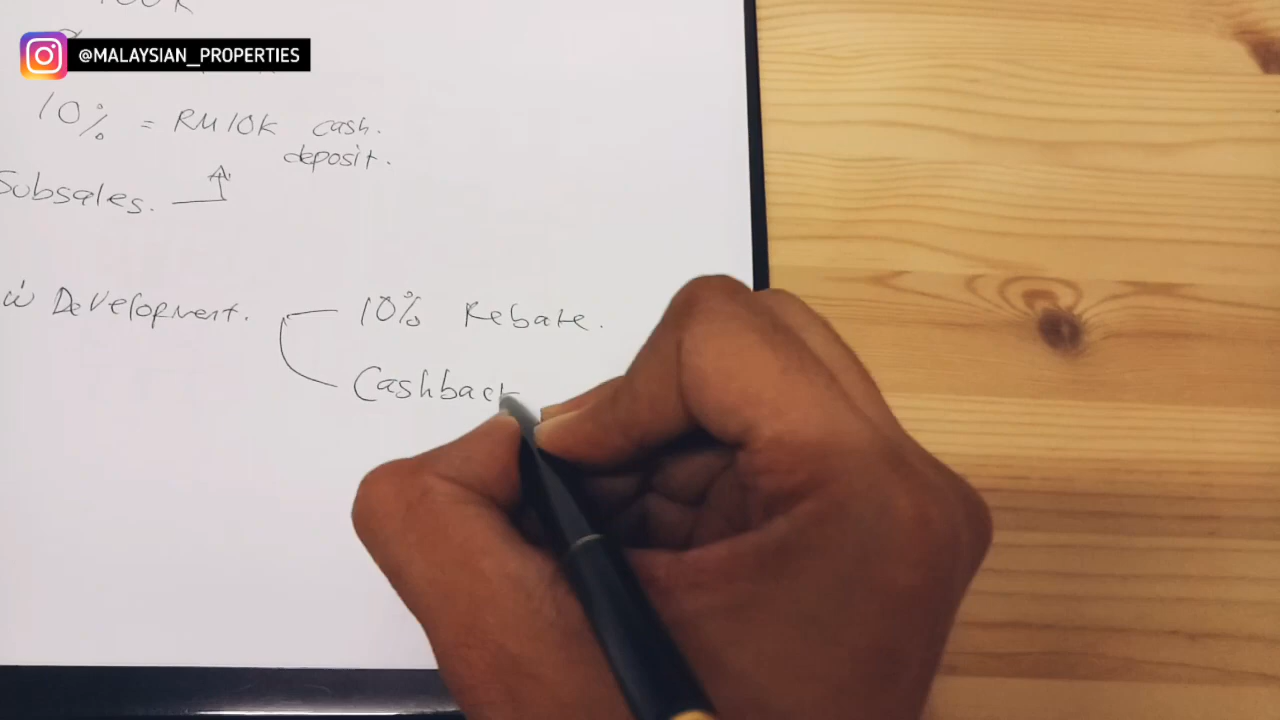 @MALAYSIAN_PROPERTIES
10% = RM10K cash.
deposit.
Subsales.
Development.
10% Rebate.
Cashback